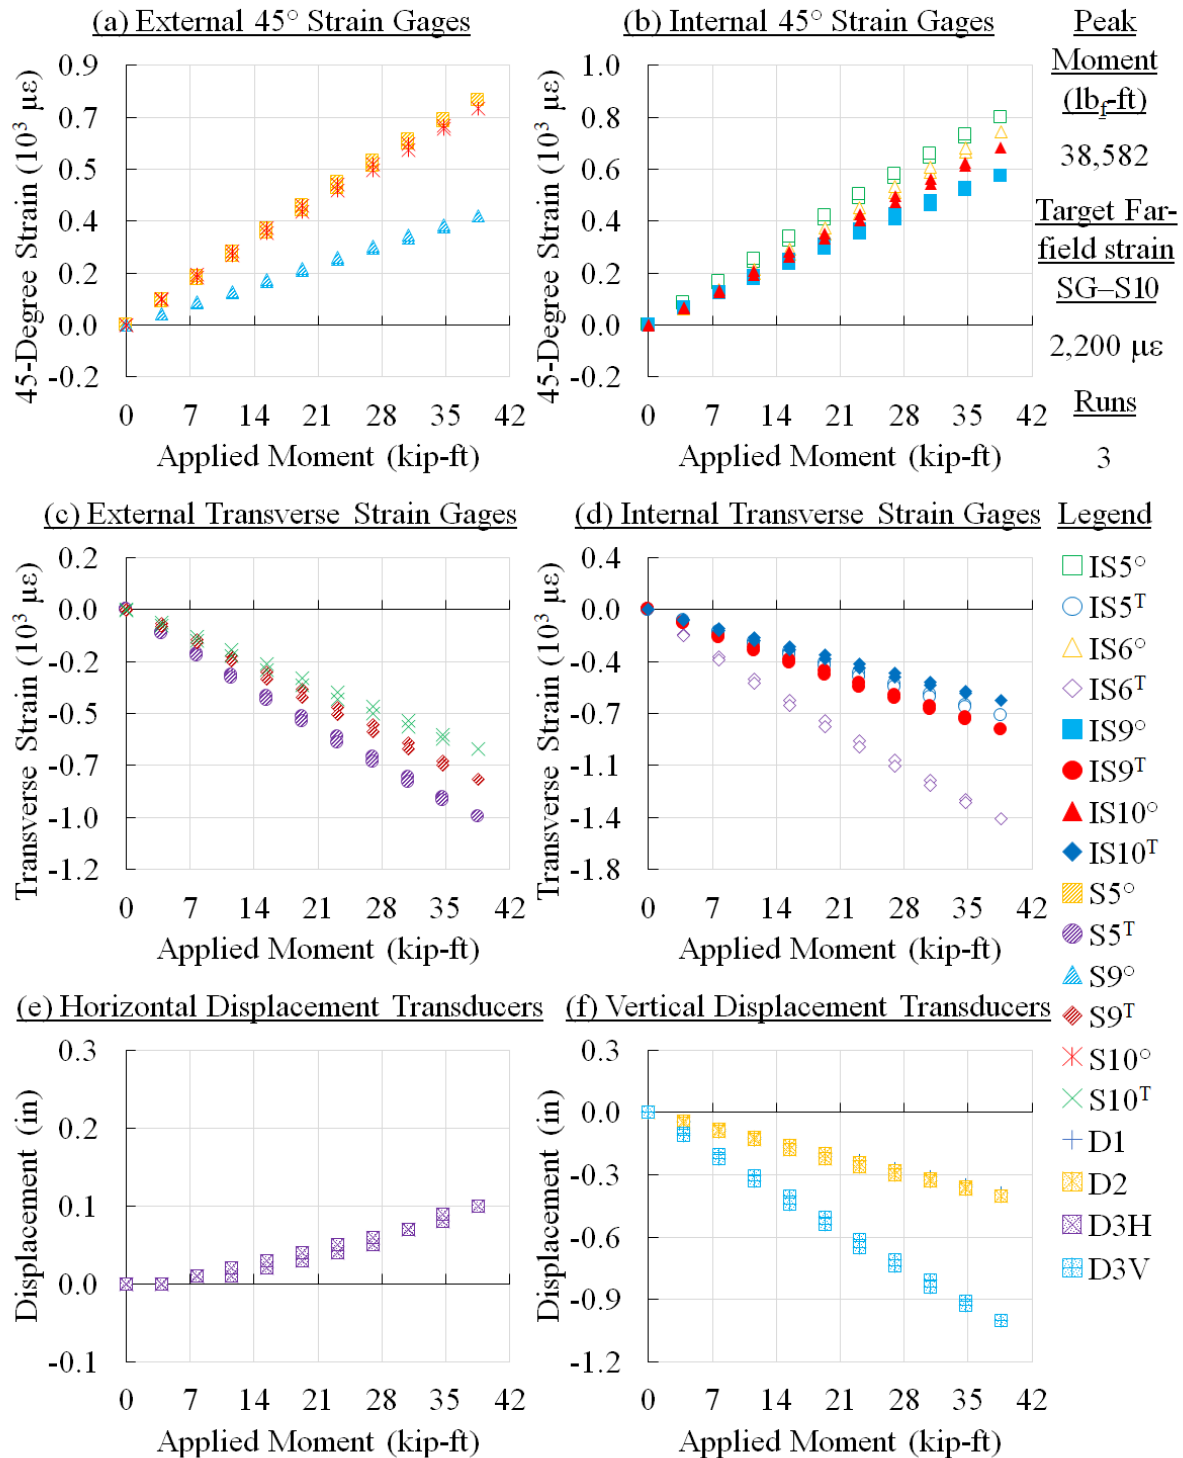 (a) External 45° Strain Gages
45-Degree Strain (10³ µε)
0.9
0.7
0.5
0.4
0.2
0.0
-0.2
0 7 14 21 28 35 42
Applied Moment (kip-ft)
(b) Internal 45° Strain Gages
45-Degree Strain (10³ µε)
1.0
0.8
0.6
0.4
0.2
0.0
-0.2
0 7 14 21 28 35 42
Applied Moment (kip-ft)
Peak
Moment
(lb_f-ft)
38,582
Target Far-
field strain
SG–S10
2,200 µε
Runs
3
(c) External Transverse Strain Gages
Transverse Strain (10³ µε)
0.2
0.0
-0.2
-0.5
-0.7
-1.0
-1.2
0 7 14 21 28 35 42
Applied Moment (kip-ft)
(d) Internal Transverse Strain Gages
Transverse Strain (10³ µε)
0.4
0.0
-0.4
-0.7
-1.1
-1.4
-1.8
0 7 14 21 28 35 42
Applied Moment (kip-ft)
Legend
IS5°
IS5ᵀ
IS6°
IS6ᵀ
IS9°
IS9ᵀ
IS10°
IS10ᵀ
S5°
S5ᵀ
S9°
S9ᵀ
S10°
S10ᵀ
D1
D2
D3H
D3V
(e) Horizontal Displacement Transducers
Displacement (in)
0.3
0.2
0.1
0.0
-0.1
0 7 14 21 28 35 42
Applied Moment (kip-ft)
(f) Vertical Displacement Transducers
Displacement (in)
0.3
0.0
-0.3
-0.6
-0.9
-1.2
0 7 14 21 28 35 42
Applied Moment (kip-ft)